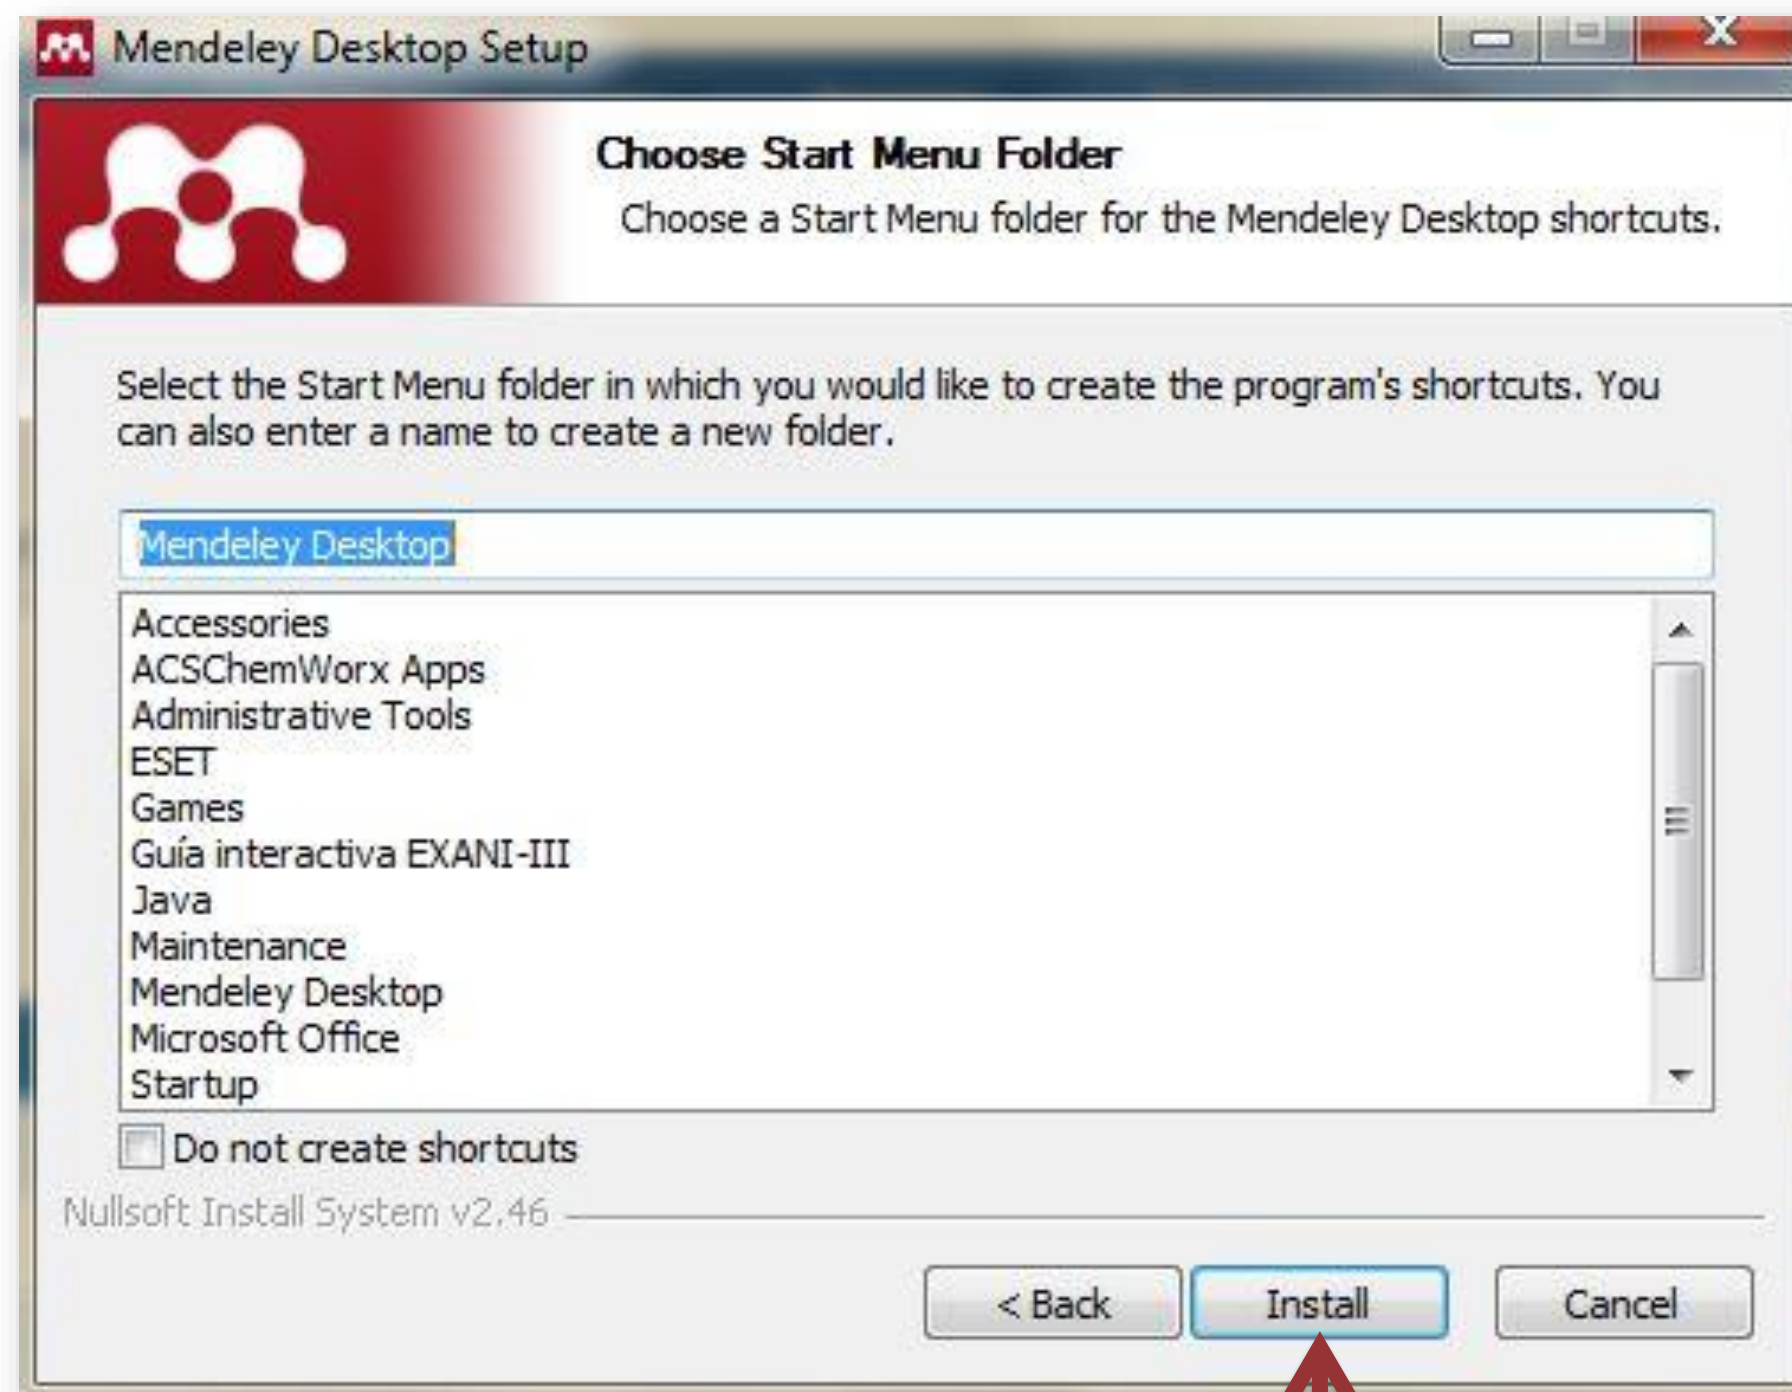 Mendeley Desktop Setup
Choose Start Menu Folder
Choose a Start Menu folder for the Mendeley Desktop shortcuts.
Select the Start Menu folder in which you would like to create the program's shortcuts. You
can also enter a name to create a new folder.
Mendeley Desktop
Accessories
ACSChemWorx Apps
Administrative Tools
ESET
Games
Guía interactiva EXANI-III
Java
Maintenance
Mendeley Desktop
Microsoft Office
Startup
Do not create shortcuts
Nullsoft Install System v2.46
< Back Install Cancel